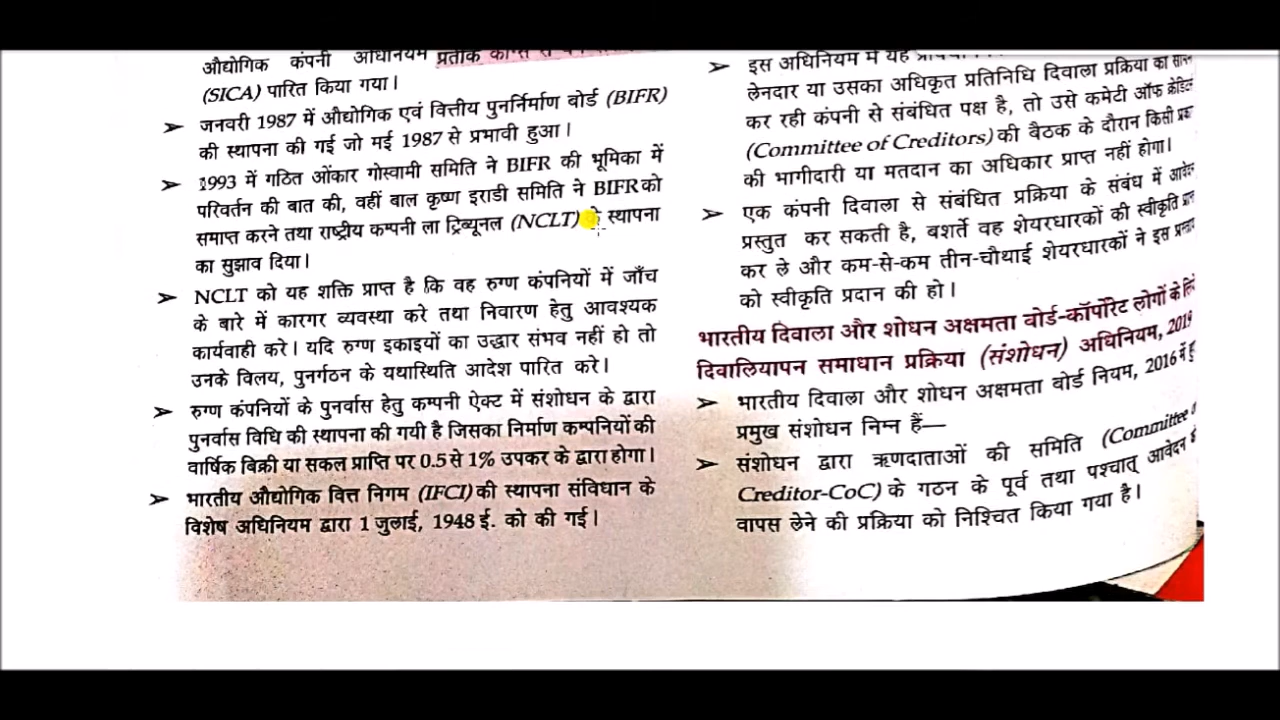 औद्योगिक कंपनी अधिनियम प्रतीक
(SICA) पारित किया गया।
➢ जनवरी 1987 में औद्योगिक एवं वित्तीय पुनर्निर्माण बोर्ड (BIFR)
की स्थापना की गई जो मई 1987 से प्रभावी हुआ।
➢ 1993 में गठित ओंकार गोस्वामी समिति ने BIFR की भूमिका में
परिवर्तन की बात की, वहीं बाल कृष्ण इराडी समिति ने BIFR को
समाप्त करने तथा राष्ट्रीय कम्पनी ला ट्रिब्यूनल (NCLT) के स्थापना
का सुझाव दिया।
➢ NCLT को यह शक्ति प्राप्त है कि वह रुग्ण कंपनियों में जाँच
के बारे में कारगर व्यवस्था करे तथा निवारण हेतु आवश्यक
कार्यवाही करे। यदि रुग्ण इकाइयों का उद्धार संभव नहीं हो तो
उनके विलय, पुनर्गठन के यथास्थिति आदेश पारित करे।
➢ रुग्ण कंपनियों के पुनर्वास हेतु कम्पनी ऐक्ट में संशोधन के द्वारा
पुनर्वास विधि की स्थापना की गयी है जिसका निर्माण कम्पनियों की
वार्षिक बिक्री या सकल प्राप्ति पर 0.5 से 1% उपकर के द्वारा होगा।
➢ भारतीय औद्योगिक वित्त निगम (IFCI) की स्थापना संविधान के
विशेष अधिनियम द्वारा 1 जुलाई, 1948 ई. को की गई।
➢ इस अधिनियम में यह
लेनदार या उसका अधिकृत प्रतिनिधि दिवाला प्रक्रिया का
कर रही कंपनी से संबंधित पक्ष है, तो उसे कमेटी ऑफ
(Committee of Creditors) की बैठक के दौरान किसी
की भागीदारी या मतदान का अधिकार प्राप्त नहीं होगा।
➢ एक कंपनी दिवाला से संबंधित प्रक्रिया के संबंध में
प्रस्तुत कर सकती है, बशर्ते वह शेयरधारकों की स्वीकृति
कर ले और कम-से-कम तीन-चौथाई शेयरधारकों ने इस
को स्वीकृति प्रदान की हो।
भारतीय दिवाला और शोधन अक्षमता बोर्ड-कॉर्पोरेट लोगों के
दिवालियापन समाधान प्रक्रिया (संशोधन) अधिनियम, 2019
➢ भारतीय दिवाला और शोधन अक्षमता बोर्ड नियम, 2016 में
प्रमुख संशोधन निम्न हैं—
➢ संशोधन द्वारा ऋणदाताओं की समिति (Committee
Creditor-CoC) के गठन के पूर्व तथा पश्चात् आवेदन
वापस लेने की प्रक्रिया को निश्चित किया गया है।